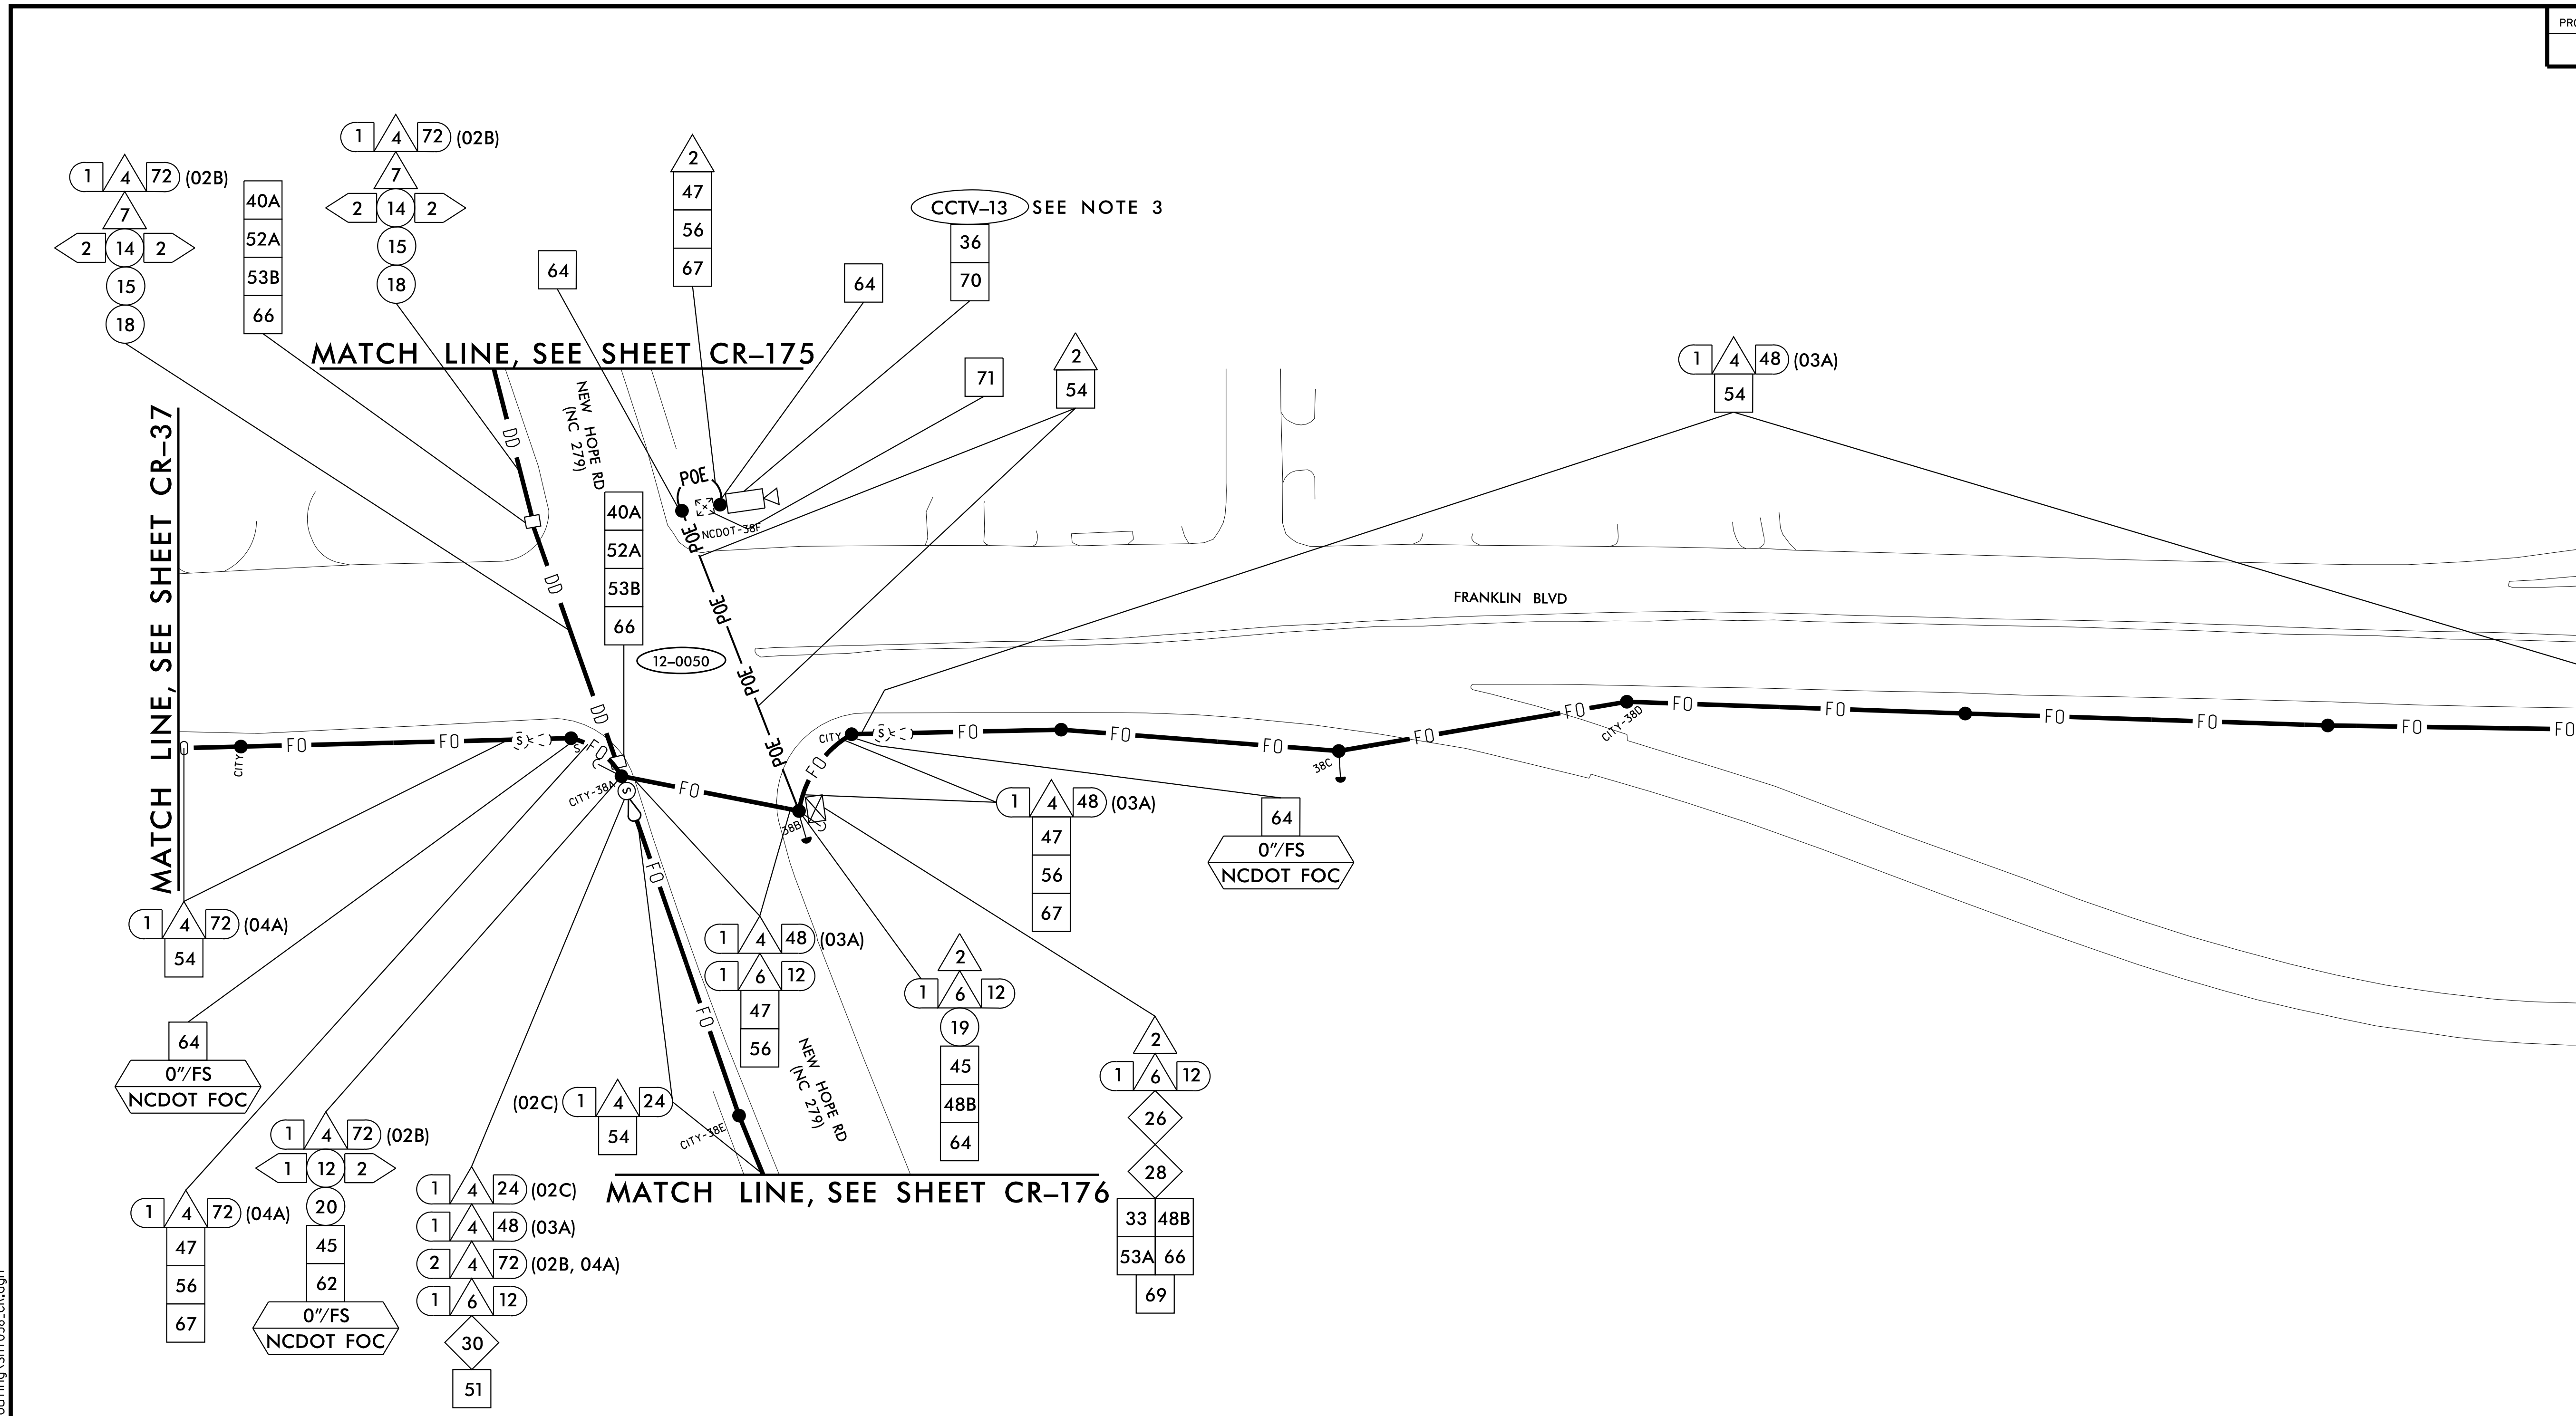 PR
1 4 72 (02B)
7
2 14 2
15
18
40A
52A
53B
66
1 4 72 (02B)
7
2 14 2
15
18
64
2
47
56
67
64
CCTV–13 SEE NOTE 3
36
70
71
2
54
1 4 48 (03A)
54
MATCH LINE, SEE SHEET CR–175
MATCH LINE, SEE SHEET CR–37
NEW HOPE RD
(NC 279)
DD
DD
DD
POE
POE
NCDOT-38F
POE
POE
POE
40A
52A
53B
66
12–0050
FRANKLIN BLVD
FO
FO
S
FO
CITY
CITY-38A
S
FO
38B
FO
CITY
S
FO
FO
FO
38C
FO
FO
CITY-38D
FO
FO
FO
FO
FO
FO
FO
FO
1 4 48 (03A)
47
56
67
64
0″/FS
NCDOT FOC
1 4 72 (04A)
54
64
0″/FS
NCDOT FOC
1 4 48 (03A)
1 6 12
47
56
2
1 6 12
19
45
48B
64
2
1 6 12
26
28
33 48B
53A 66
69
NEW HOPE RD
(NC 279)
(02C) 1 4 24
54
CITY-38E
MATCH LINE, SEE SHEET CR–176
1 4 72 (04A)
47
56
67
1 4 72 (02B)
1 12 2
20
45
62
0″/FS
NCDOT FOC
1 4 24 (02C)
1 4 48 (03A)
2 4 72 (02B, 04A)
1 6 12
30
51